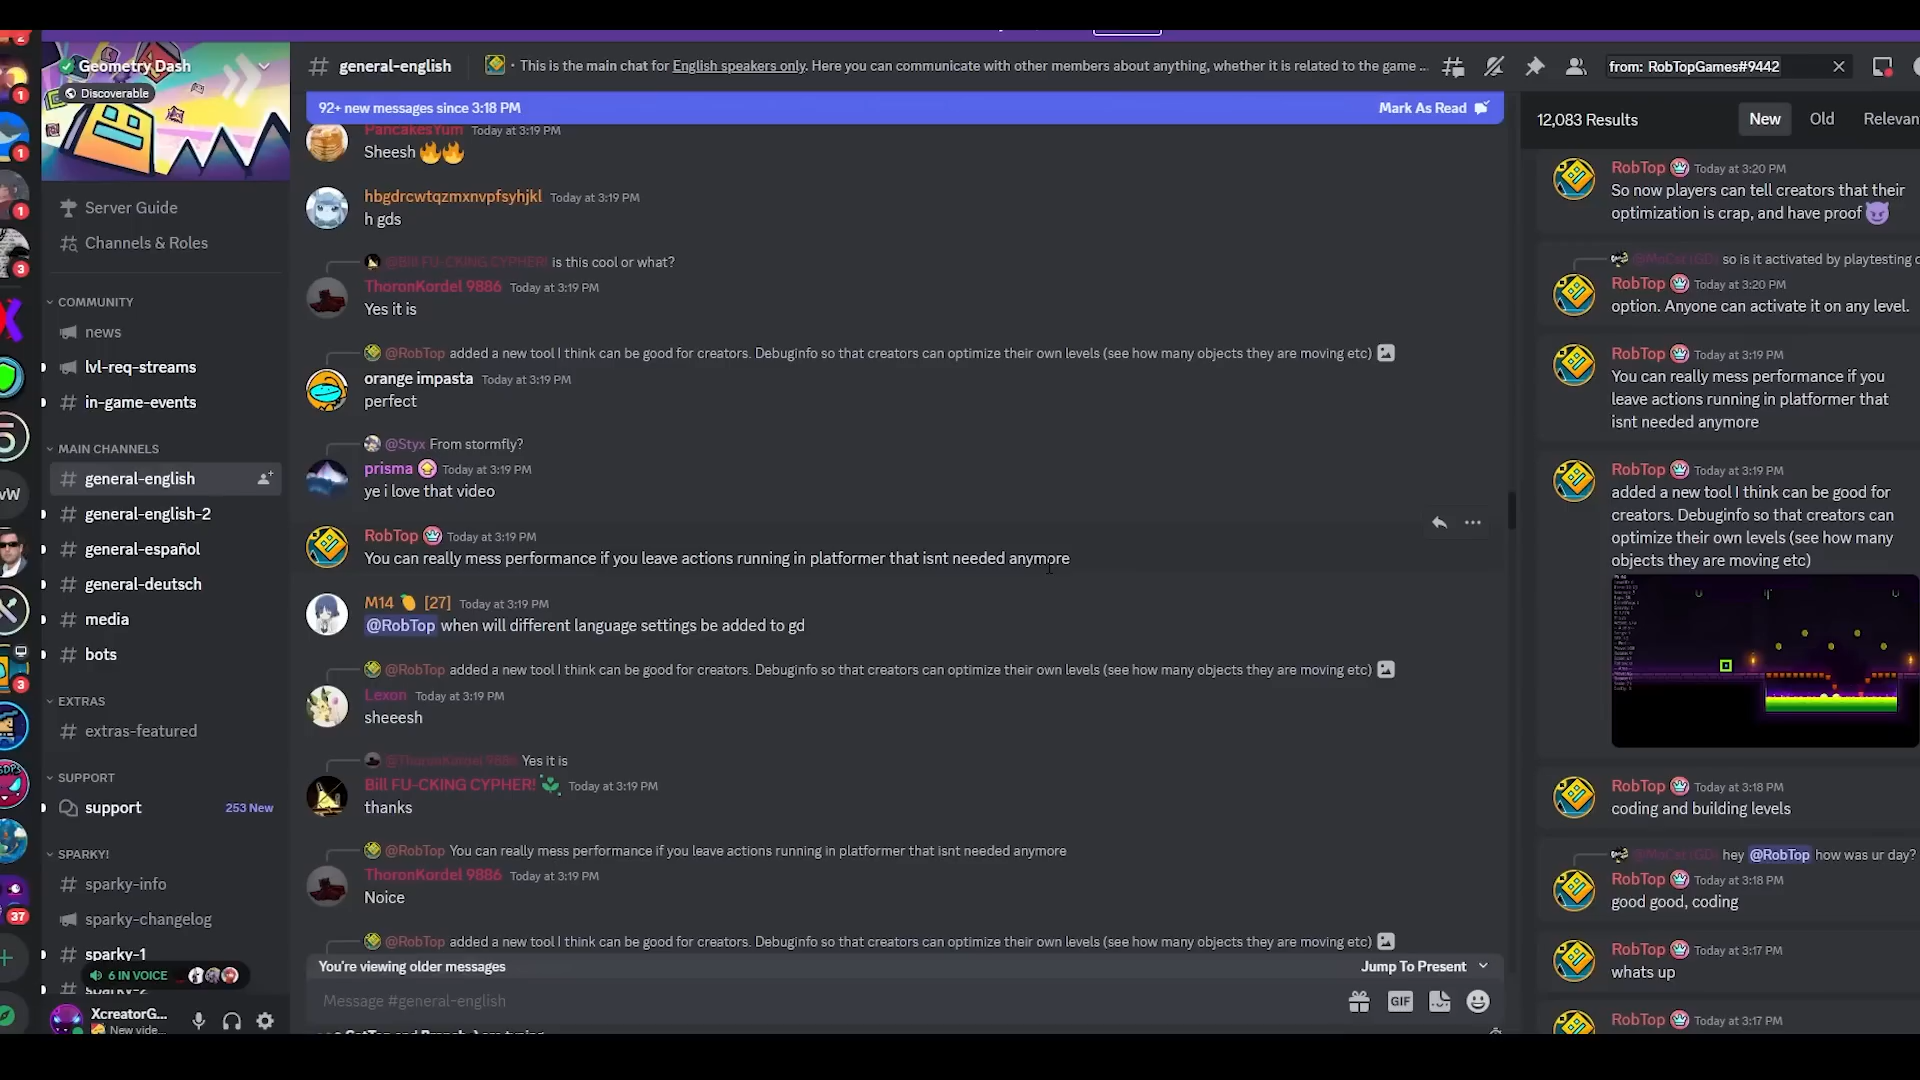 2
1
1
1
3
5
vW
3
37
Geometry Dash
Discoverable
Server Guide
Channels & Roles
COMMUNITY
news
lvl-req-streams
in-game-events
MAIN CHANNELS
general-english
general-english-2
general-español
general-deutsch
media
bots
EXTRAS
extras-featured
SUPPORT
support 253 New
SPARKY!
sparky-info
sparky-changelog
sparky-1
6 IN VOICE
sparky-2
XcreatorG...
New vide...
general-english · This is the main chat for English speakers only. Here you can communicate with other members about anything, whether it is related to the game ...
92+ new messages since 3:18 PM Mark As Read
PancakesYum Today at 3:19 PM
Sheesh 🔥🔥
hbgdrcwtqzmxnvpfsyhjkl Today at 3:19 PM
h gds
@Bill FU-CKING CYPHER! is this cool or what?
ThoronKordel 9886 Today at 3:19 PM
Yes it is
@RobTop added a new tool I think can be good for creators. Debuginfo so that creators can optimize their own levels (see how many objects they are moving etc)
orange impasta Today at 3:19 PM
perfect
@Styx From stormfly?
prisma Today at 3:19 PM
ye i love that video
RobTop Today at 3:19 PM
You can really mess performance if you leave actions running in platformer that isnt needed anymore
M14 🍋 [27] Today at 3:19 PM
@RobTop when will different language settings be added to gd
@RobTop added a new tool I think can be good for creators. Debuginfo so that creators can optimize their own levels (see how many objects they are moving etc)
Lexon Today at 3:19 PM
sheeesh
@ThoronKordel 9886 Yes it is
Bill FU-CKING CYPHER! Today at 3:19 PM
thanks
@RobTop You can really mess performance if you leave actions running in platformer that isnt needed anymore
ThoronKordel 9886 Today at 3:19 PM
Noice
@RobTop added a new tool I think can be good for creators. Debuginfo so that creators can optimize their own levels (see how many objects they are moving etc)
You're viewing older messages Jump To Present
Message #general-english
GIF
from: RobTopGames#9442
12,083 Results New Old Relevan
RobTop Today at 3:20 PM
So now players can tell creators that their
optimization is crap, and have proof 😈
so is it activated by playtesting
RobTop Today at 3:20 PM
option. Anyone can activate it on any level.
RobTop Today at 3:19 PM
You can really mess performance if you
leave actions running in platformer that
isnt needed anymore
RobTop Today at 3:19 PM
added a new tool I think can be good for
creators. Debuginfo so that creators can
optimize their own levels (see how many
objects they are moving etc)
RobTop Today at 3:18 PM
coding and building levels
hey @RobTop how was ur day?
RobTop Today at 3:18 PM
good good, coding
RobTop Today at 3:17 PM
whats up
RobTop Today at 3:17 PM